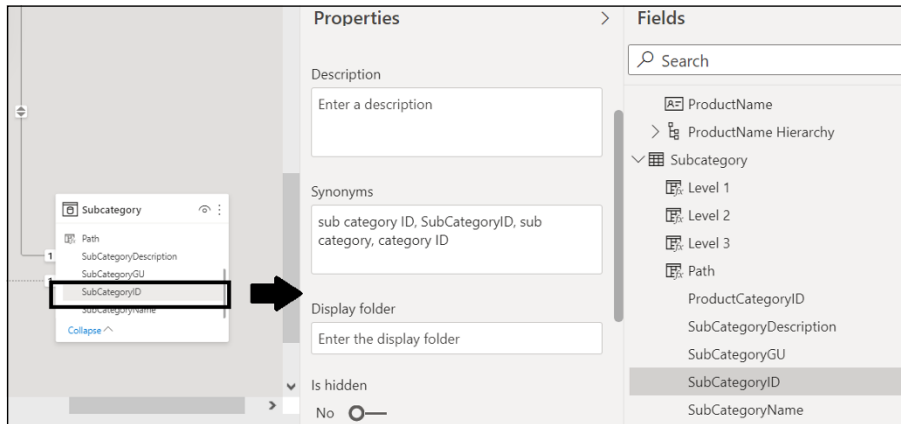 Subcategory
Path
SubCategoryDescription
SubCategoryGU
SubCategoryID
SubCategoryName
Collapse
1
1
Properties
Description
Enter a description
Synonyms
sub category ID, SubCategoryID, sub
category, category ID
Display folder
Enter the display folder
Is hidden
No
Fields
Search
ProductName
ProductName Hierarchy
Subcategory
Level 1
Level 2
Level 3
Path
ProductCategoryID
SubCategoryDescription
SubCategoryGU
SubCategoryID
SubCategoryName